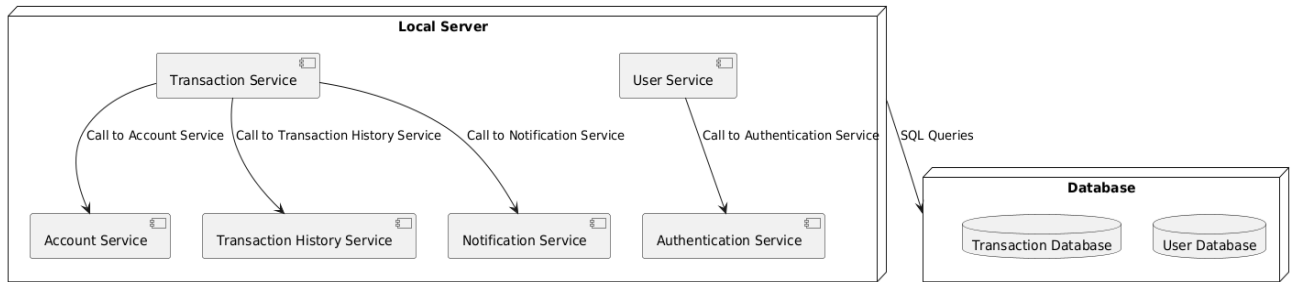 Local Server
Transaction Service
User Service
Call to Account Service
Call to Transaction History Service
Call to Notification Service
Call to Authentication Service
SQL Queries
Database
Account Service
Transaction History Service
Notification Service
Authentication Service
Transaction Database
User Database